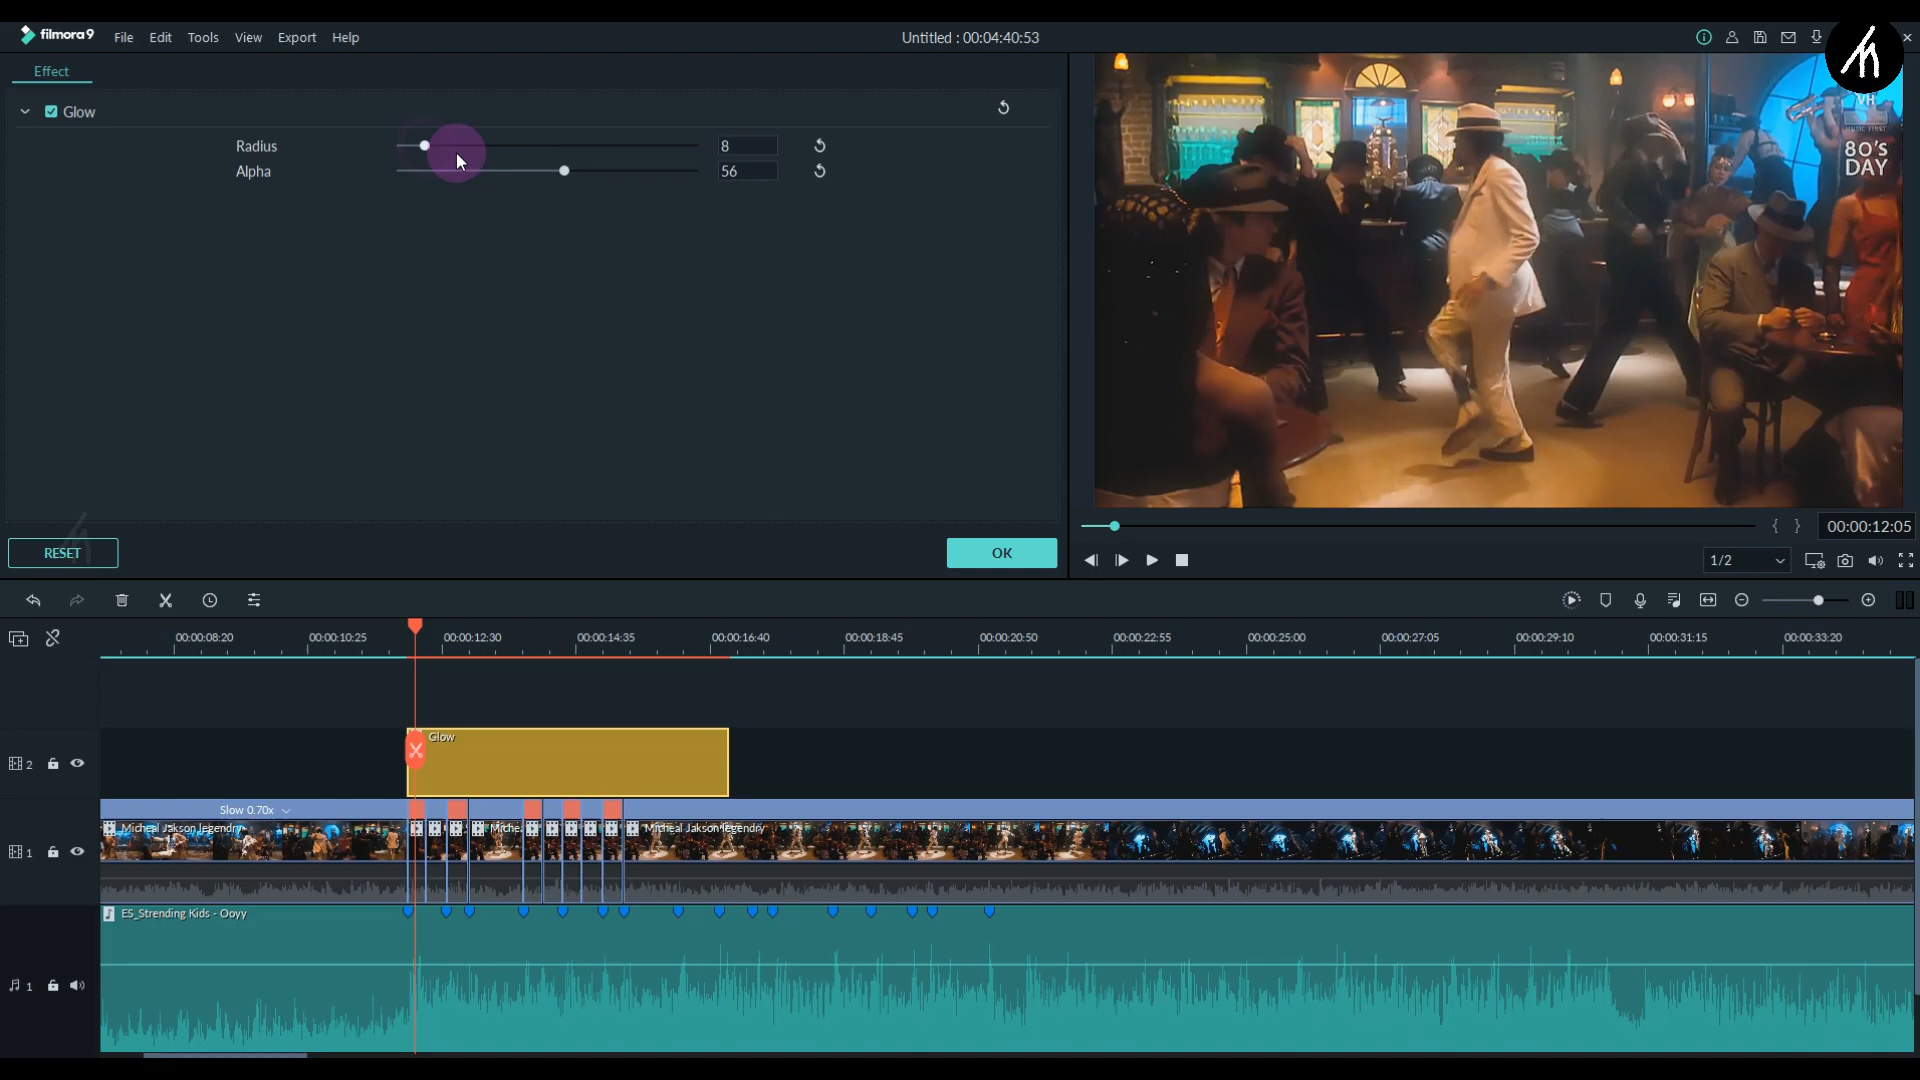 filmora9 File Edit Tools View Export Help
Untitled : 00:04:40:53
Effect
Glow
Radius 8
Alpha 56
RESET
OK
VH
MUSIC FIRST
80'S
DAY
00:00:12:05
1/2
00:00:08:20 00:00:10:25 00:00:12:30 00:00:14:35 00:00:16:40 00:00:18:45 00:00:20:50 00:00:22:55 00:00:25:00 00:00:27:05 00:00:29:10 00:00:31:15 00:00:33:20
2
Glow
Slow 0.70x
1
Micheal Jakson legendry
Miche
Micheal Jakson legendry
ES_Strending Kids - Ooyy
1